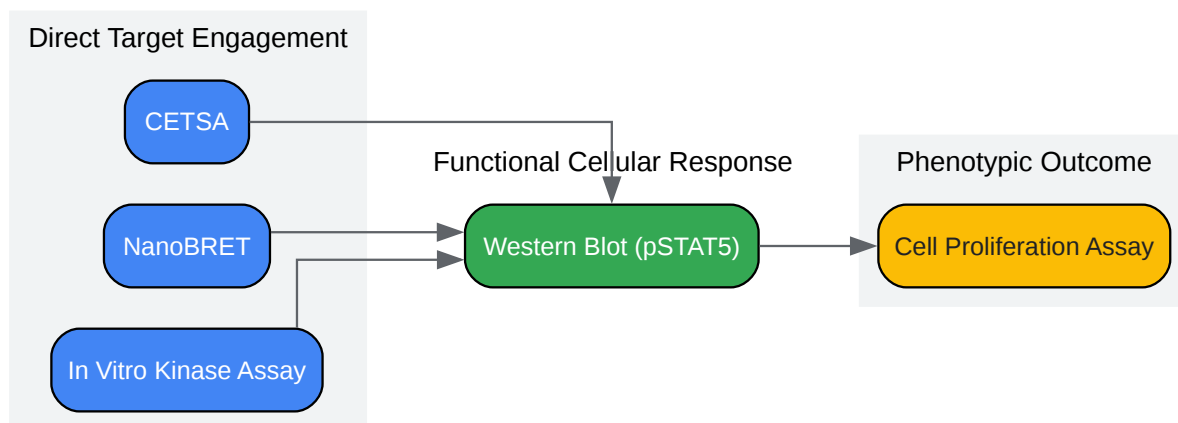 Direct Target Engagement
CETSA
NanoBRET
In Vitro Kinase Assay
Functional Cellular Response
Western Blot (pSTAT5)
Phenotypic Outcome
Cell Proliferation Assay